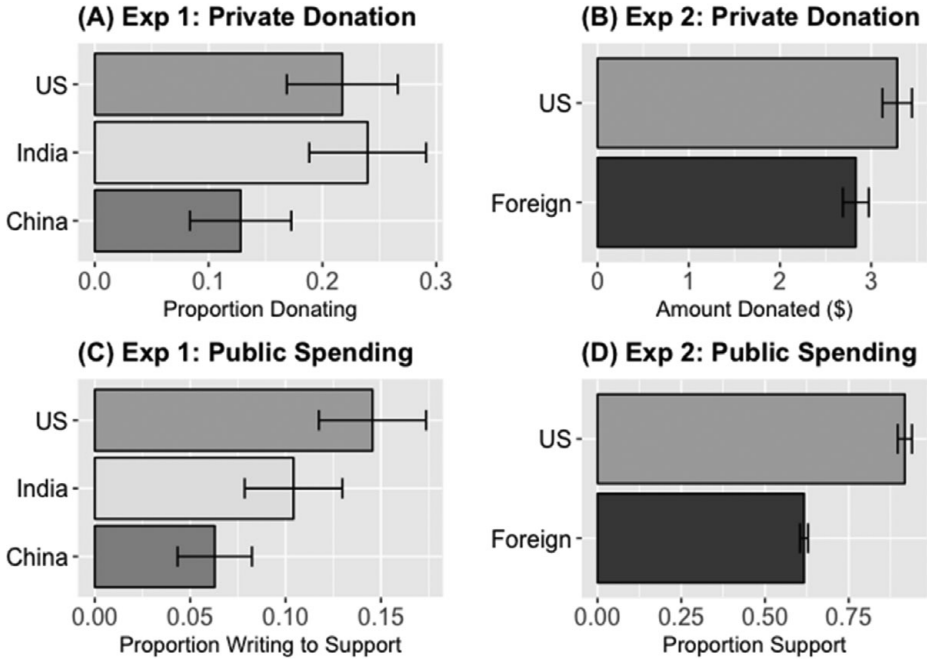 (A) Exp 1: Private Donation
US
India
China
0.0 0.1 0.2 0.3
Proportion Donating
(B) Exp 2: Private Donation
US
Foreign
0 1 2 3
Amount Donated ($)
(C) Exp 1: Public Spending
US
India
China
0.00 0.05 0.10 0.15
Proportion Writing to Support
(D) Exp 2: Public Spending
US
Foreign
0.00 0.25 0.50 0.75
Proportion Support